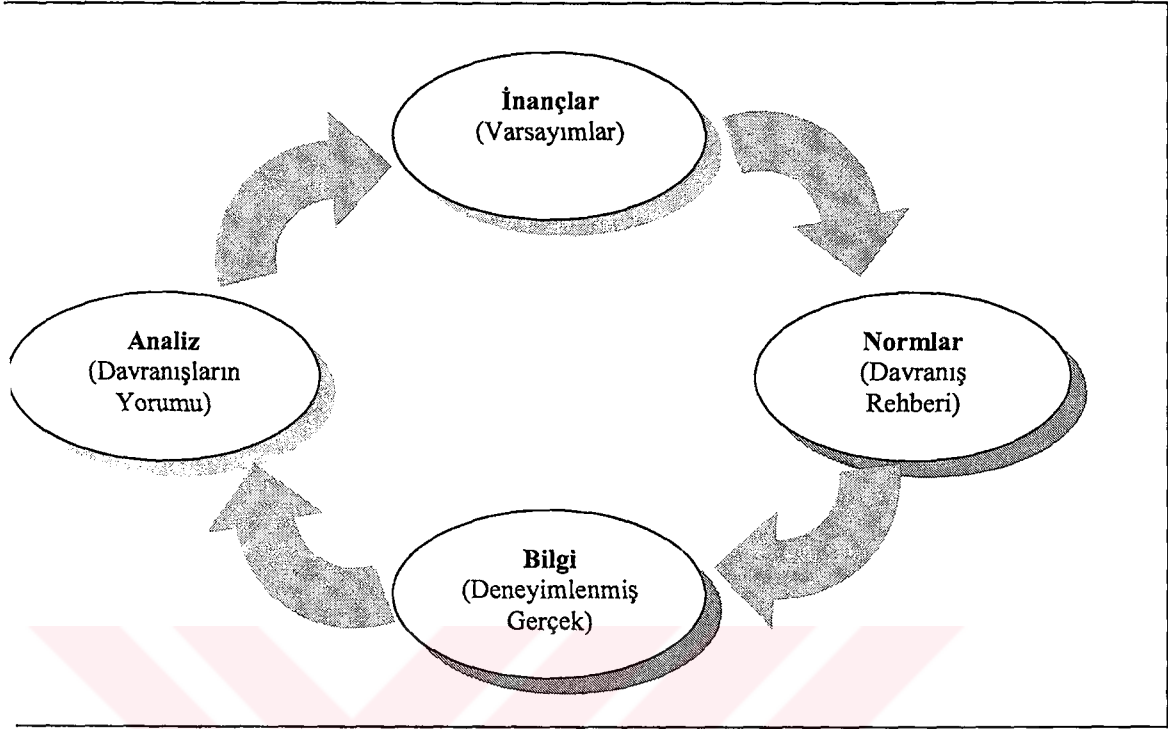 İnançlar
(Varsayımlar)
Analiz
(Davranışların
Yorumu)
Normlar
(Davranış
Rehberi)
Bilgi
(Deneyimlenmiş
Gerçek)